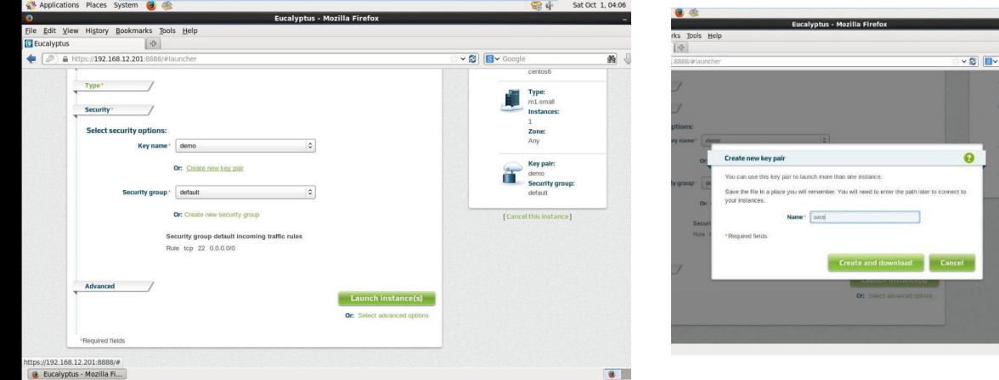 Applications Places System
Sat Oct 1, 04:06
Eucalyptus - Mozilla Firefox
File Edit View History Bookmarks Tools Help
Eucalyptus
https://192.168.12.201:8888/#launcher
Google
Type*
Security*
Select security options:
Key name* demo
Or: Create new key pair
Security group* default
Or: Create new security group
Security group default incoming traffic rules
Rule tcp 22 0.0.0.0/0
Advanced
Launch instance(s)
Or: Select advanced options
*Required fields
centos6
Type:
m1.small
Instances:
1
Zone:
Any
Key pair:
demo
Security group:
default
[Cancel this instance]
https://192.168.12.201:8888/#
Eucalyptus - Mozilla Fi...
Eucalyptus - Mozilla Firefox
rks Tools Help
:8888/#launcher
ptions:
ey name* demo
Or
ty group* de
Or:
Securi
Rule t
Create new key pair
You can use this key pair to launch more than one instance.
Save the file in a place you will remember. You will need to enter the path later to connect to
your instances.
Name*
*Required fields
Create and download
Cancel
Launch instance(s)
Or: Select advanced options